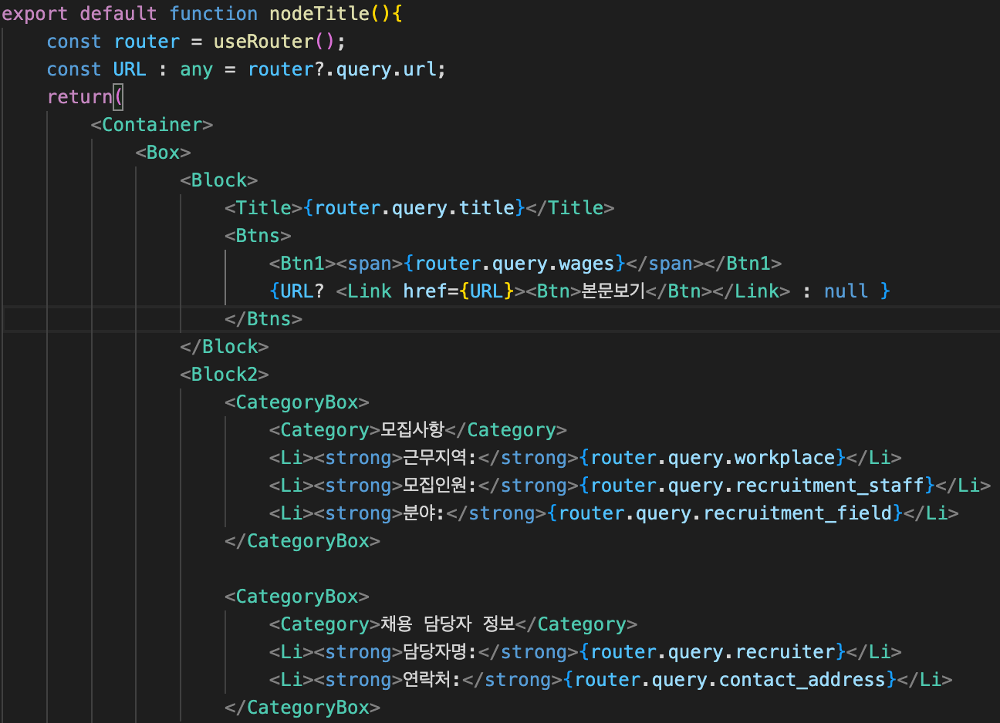 export default function nodeTitle(){
const router = useRouter();
const URL : any = router?.query.url;
return(
<Container>
<Box>
<Block>
<Title>{router.query.title}</Title>
<Btns>
<Btn1><span>{router.query.wages}</span></Btn1>
{URL? <Link href={URL}><Btn>본문보기</Btn></Link> : null }
</Btns>
</Block>
<Block2>
<CategoryBox>
<Category>모집사항</Category>
<Li><strong>근무지역:</strong>{router.query.workplace}</Li>
<Li><strong>모집인원:</strong>{router.query.recruitment_staff}</Li>
<Li><strong>분야:</strong>{router.query.recruitment_field}</Li>
</CategoryBox>
<CategoryBox>
<Category>채용 담당자 정보</Category>
<Li><strong>담당자명:</strong>{router.query.recruiter}</Li>
<Li><strong>연락처:</strong>{router.query.contact_address}</Li>
</CategoryBox>